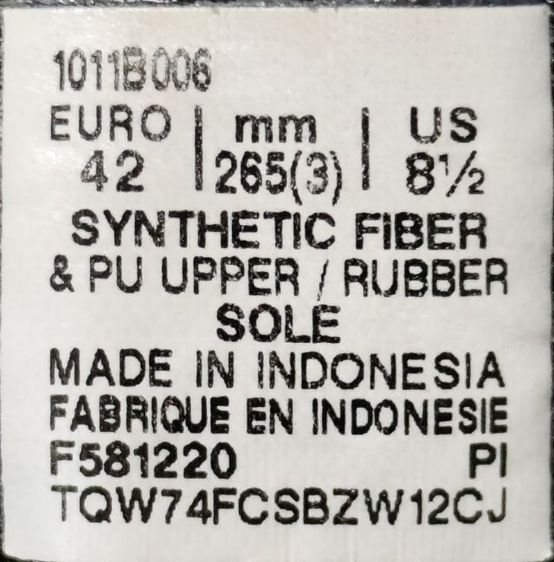 1011B006
EURO | mm | US
42 | 265(3) | 8½
SYNTHETIC FIBER
& PU UPPER / RUBBER
SOLE
MADE IN INDONESIA
FABRIQUE EN INDONESIE
F581220 PI
TQW74FCSBZW12CJ